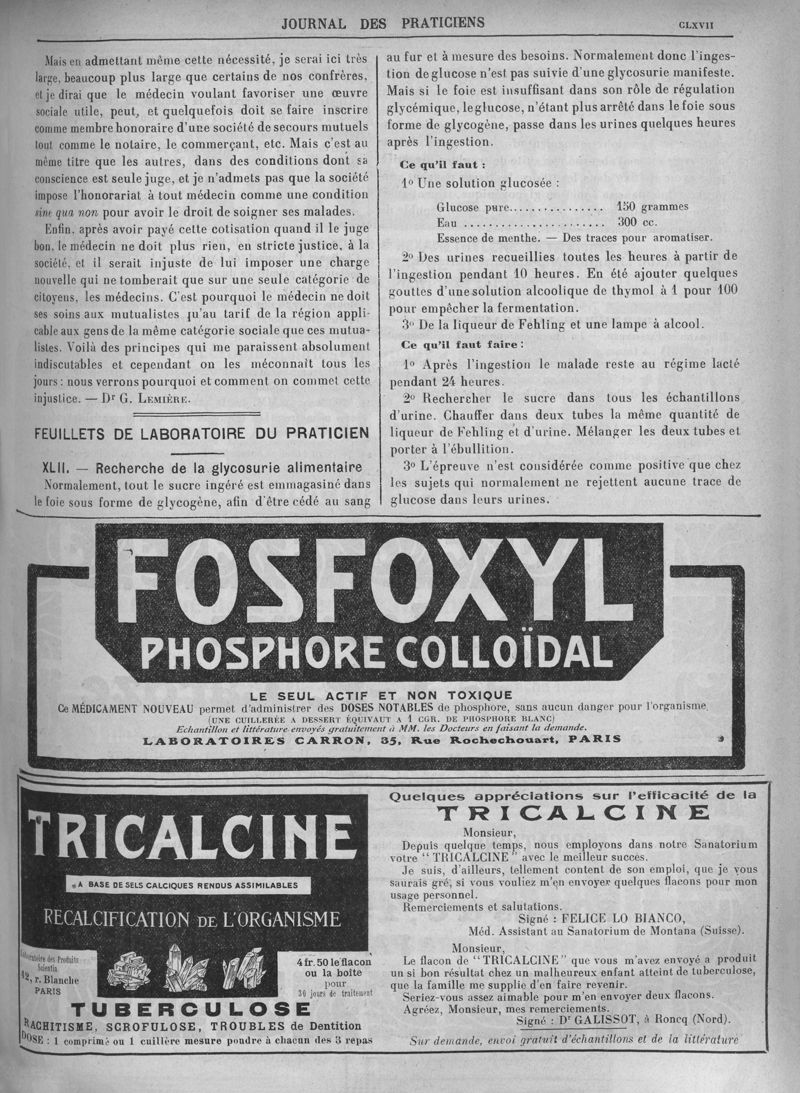 JOURNAL DES PRATICIENS
CLXVII
Mais en admettant même cette nécessité, je serai ici très
large, beaucoup plus large que certains de nos confrères,
et je dirai que le médecin voulant favoriser une œuvre
sociale utile, peut, et quelquefois doit se faire inscrire
comme membre honoraire d'une société de secours mutuels
tout comme le notaire, le commerçant, etc. Mais c'est au
même titre que les autres, dans des conditions dont sa
conscience est seule juge, et je n'admets pas que la société
impose l'honorariat à tout médecin comme une condition
sine qua non pour avoir le droit de soigner ses malades.
Enfin, après avoir payé cette cotisation quand il le juge
bon, le médecin ne doit plus rien, en stricte justice, à la
société, et il serait injuste de lui imposer une charge
nouvelle qui ne tomberait que sur une seule catégorie de
citoyens, les médecins. C'est pourquoi le médecin ne doit
ses soins aux mutualistes qu'au tarif de la région appli-
cable aux gens de la même catégorie sociale que ces mutua-
listes. Voilà des principes qui me paraissent absolument
indiscutables et cependant on les méconnaît tous les
jours : nous verrons pourquoi et comment on commet cette
injustice. — Dr G. LEMIÈRE.
FEUILLETS DE LABORATOIRE DU PRATICIEN
XLII. — Recherche de la glycosurie alimentaire
Normalement, tout le sucre ingéré est emmagasiné dans
le foie sous forme de glycogène, afin d'être cédé au sang
au fur et à mesure des besoins. Normalement donc l'inges-
tion de glucose n'est pas suivie d'une glycosurie manifeste.
Mais si le foie est insuffisant dans son rôle de régulation
glycémique, le glucose, n'étant plus arrêté dans le foie sous
forme de glycogène, passe dans les urines quelques heures
après l'ingestion.
Ce qu'il faut :
1º Une solution glucosée :
Glucose pure................ 150 grammes
Eau ........................ 300 cc.
Essence de menthe. — Des traces pour aromatiser.
2º Des urines recueillies toutes les heures à partir de
l'ingestion pendant 10 heures. En été ajouter quelques
gouttes d'une solution alcoolique de thymol à 1 pour 100
pour empêcher la fermentation.
3º De la liqueur de Fehling et une lampe à alcool.
Ce qu'il faut faire :
1º Après l'ingestion le malade reste au régime lacté
pendant 24 heures.
2º Rechercher le sucre dans tous les échantillons
d'urine. Chauffer dans deux tubes la même quantité de
liqueur de Fehling et d'urine. Mélanger les deux tubes et
porter à l'ébullition.
3º L'épreuve n'est considérée comme positive que chez
les sujets qui normalement ne rejettent aucune trace de
glucose dans leurs urines.
FOSFOXYL
PHOSPHORE COLLOÏDAL
LE SEUL ACTIF ET NON TOXIQUE
Ce MÉDICAMENT NOUVEAU permet d'administrer des DOSES NOTABLES de phosphore, sans aucun danger pour l'organisme.
(UNE CUILLERÉE A DESSERT ÉQUIVAUT A 1 CGR. DE PHOSPHORE BLANC)
Echantillon et littérature envoyés gratuitement à MM. les Docteurs en faisant la demande.
LABORATOIRES CARRON, 35, Rue Rochechouart, PARIS
TRICALCINE
A BASE DE SELS CALCIQUES RENDUS ASSIMILABLES
RECALCIFICATION DE L'ORGANISME
Laboratoire des Produits
Scientia
12, r. Blanche
PARIS
4 fr. 50 le flacon
ou la boîte
pour
30 jours de traitement
TUBERCULOSE
RACHITISME, SCROFULOSE, TROUBLES de Dentition
DOSE : 1 comprimé ou 1 cuillère mesure poudre à chacun des 3 repas
Quelques appréciations sur l'efficacité de la
TRICALCINE
Monsieur,
Depuis quelque temps, nous employons dans notre Sanatorium
votre “ TRICALCINE ” avec le meilleur succès.
Je suis, d'ailleurs, tellement content de son emploi, que je vous
saurais gré, si vous vouliez m'en envoyer quelques flacons pour mon
usage personnel.
Remerciements et salutations.
Signé : FELICE LO BIANCO,
Méd. Assistant au Sanatorium de Montana (Suisse).
Monsieur,
Le flacon de “TRICALCINE” que vous m'avez envoyé a produit
un si bon résultat chez un malheureux enfant atteint de tuberculose,
que la famille me supplie d'en faire revenir.
Seriez-vous assez aimable pour m'en envoyer deux flacons.
Agréez, Monsieur, mes remerciements.
Signé : Dr GALISSOT, à Roncq (Nord).
Sur demande, envoi gratuit d'échantillons et de la littérature